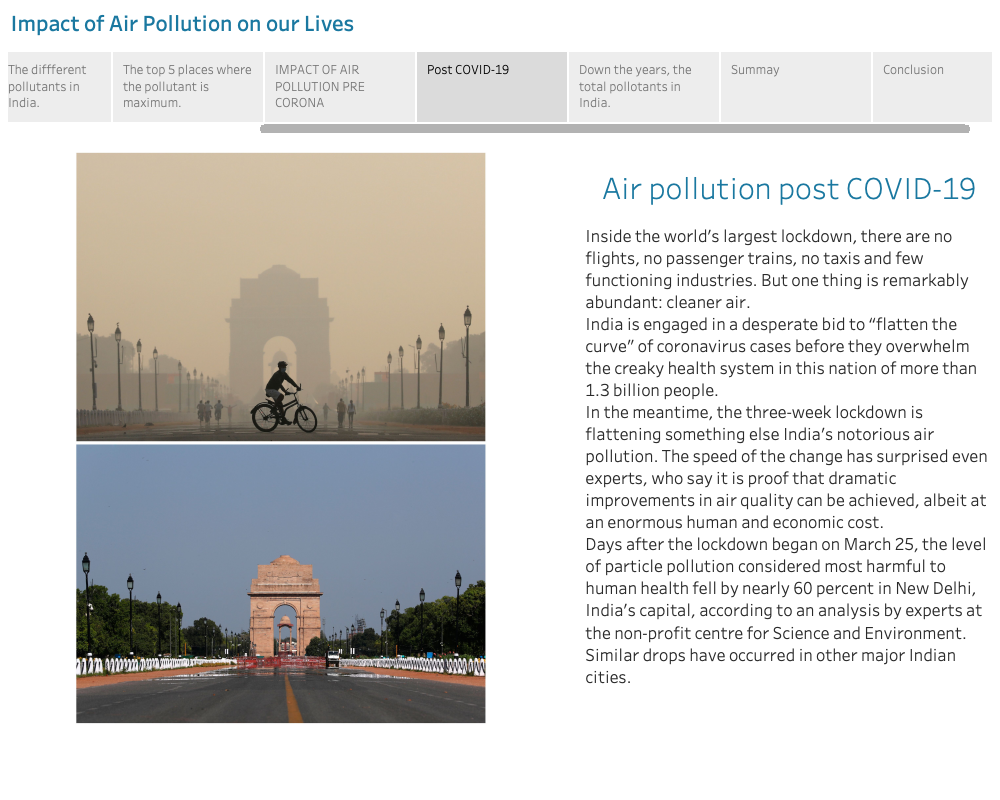 Impact of Air Pollution on our Lives
The diffferent
pollutants in
India.
The top 5 places where
the pollutant is
maximum.
IMPACT OF AIR
POLLUTION PRE
CORONA
Post COVID-19
Down the years, the
total pollotants in
India.
Summay
Conclusion
Air pollution post COVID-19
Inside the world's largest lockdown, there are no
flights, no passenger trains, no taxis and few
functioning industries. But one thing is remarkably
abundant: cleaner air.
India is engaged in a desperate bid to “flatten the
curve” of coronavirus cases before they overwhelm
the creaky health system in this nation of more than
1.3 billion people.
In the meantime, the three-week lockdown is
flattening something else India's notorious air
pollution. The speed of the change has surprised even
experts, who say it is proof that dramatic
improvements in air quality can be achieved, albeit at
an enormous human and economic cost.
Days after the lockdown began on March 25, the level
of particle pollution considered most harmful to
human health fell by nearly 60 percent in New Delhi,
India's capital, according to an analysis by experts at
the non-profit centre for Science and Environment.
Similar drops have occurred in other major Indian
cities.